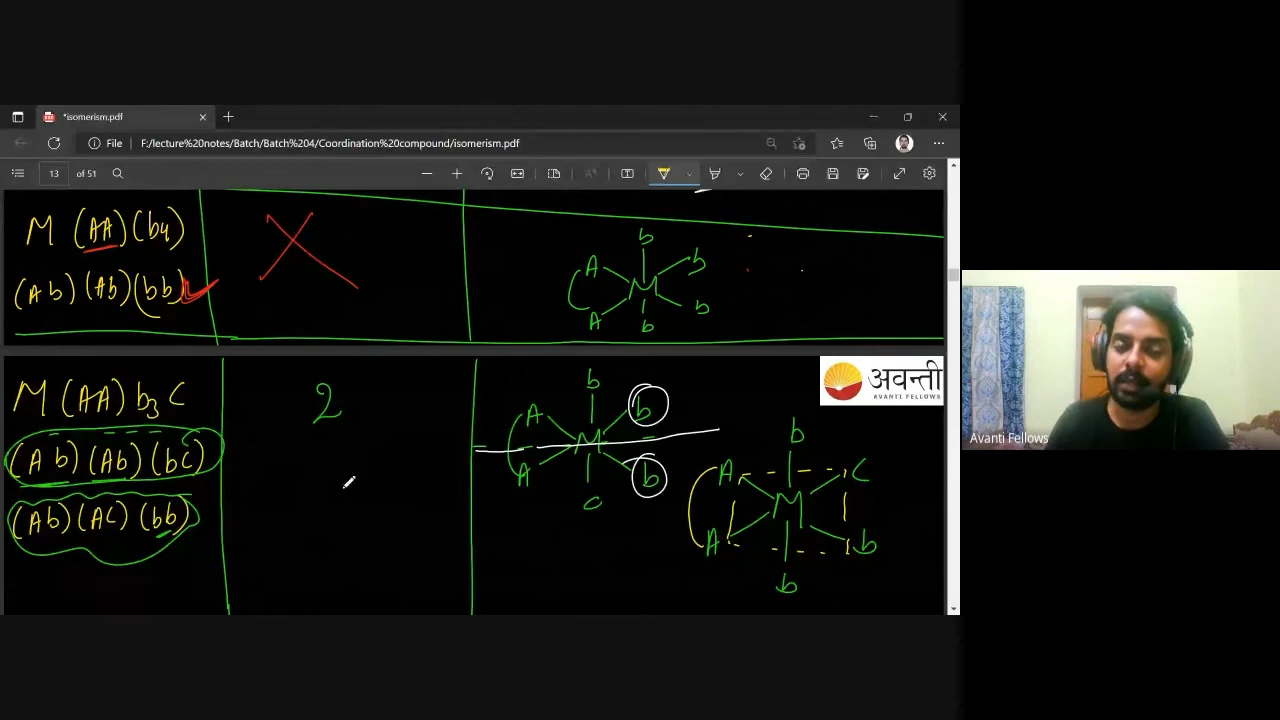 *isomerism.pdf
File F:/lecture%20notes/Batch/Batch%204/Coordination%20compound/isomerism.pdf
13 of 51
M (AA) (b4)
(Ab) (Ab) (bb)
b
A M b
A b
b
M (AA) b3 C
2
(Ab) (Ab) (bC)
(Ab) (AC) (bb)
b
A b
M
A b
C
b
A C
M
A b
b
अवन्ती
AVANTI FELLOWS
Avanti Fellows